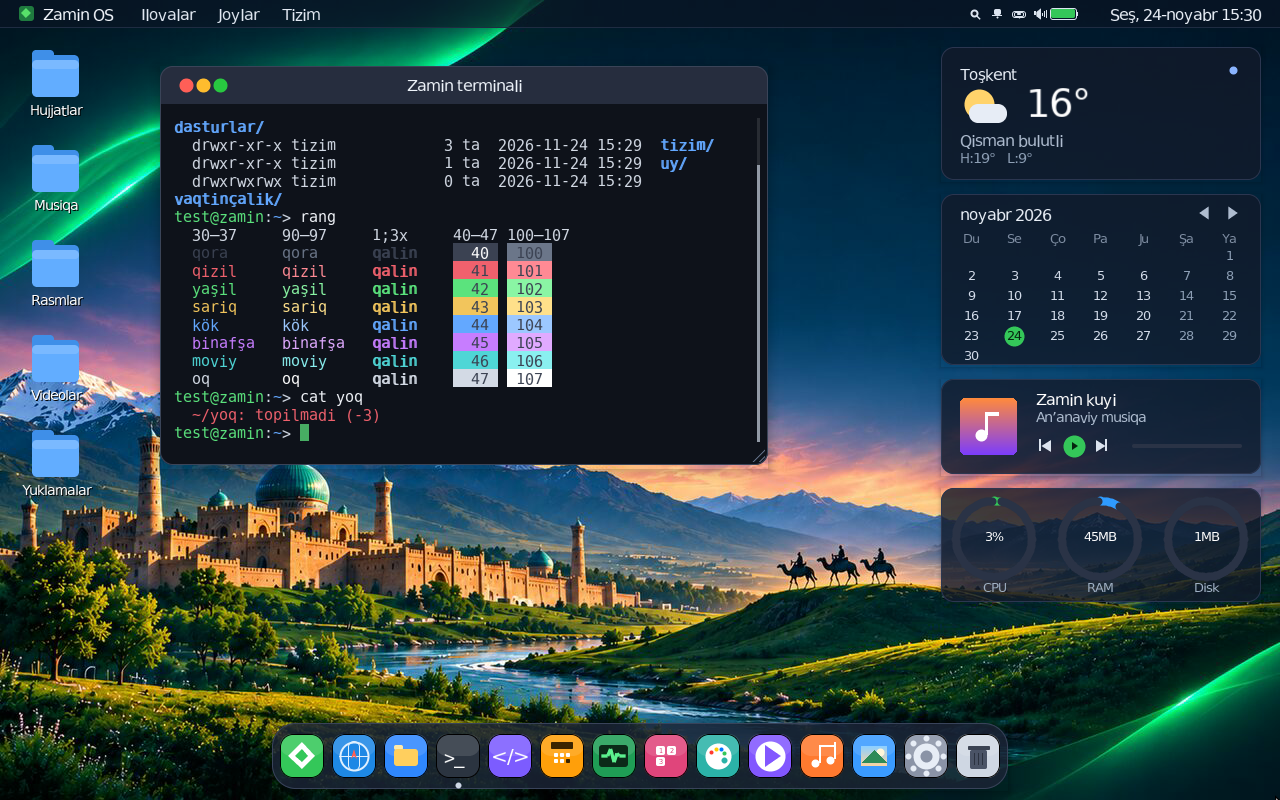 Zamin OS Ilovalar Joylar Tizim Seş, 24-noyabr 15:30
Hujjatlar
Musiqa
Rasmlar
Videolar
Yuklamalar
Zamin terminali
dasturlar/
drwxr-xr-x tizim 3 ta 2026-11-24 15:29 tizim/
drwxr-xr-x tizim 1 ta 2026-11-24 15:29 uy/
drwxrwxrwx tizim 0 ta 2026-11-24 15:29
vaqtinçalik/
test@zamin:~> rang
30—37 90—97 1;3x 40—47 100—107
qora qora qalin 40 100
qizil qizil qalin 41 101
yaşil yaşil qalin 42 102
sariq sariq qalin 43 103
kök kök qalin 44 104
binafşa binafşa qalin 45 105
moviy moviy qalin 46 106
oq oq qalin 47 107
test@zamin:~> cat yoq
~/yoq: topilmadi (-3)
test@zamin:~>
Toşkent
16°
Qisman bulutli
H:19° L:9°
noyabr 2026
Du Se Ço Pa Ju Şa Ya
1
2 3 4 5 6 7 8
9 10 11 12 13 14 15
16 17 18 19 20 21 22
23 24 25 26 27 28 29
30
Zamin kuyi
An’anaviy musiqa
3% 45MB 1MB
CPU RAM Disk
>_ </> 1 2 3